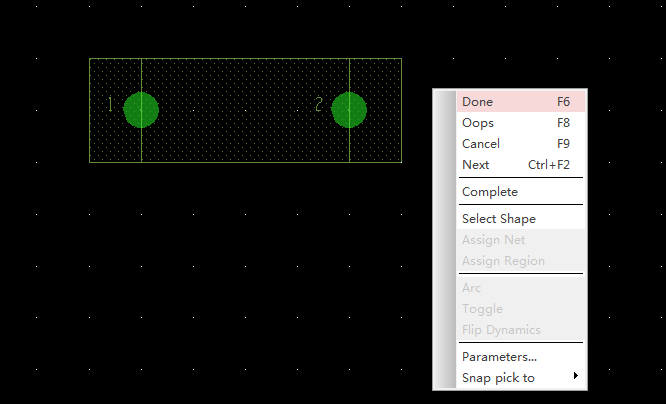 1
2
Done F6
Oops F8
Cancel F9
Next Ctrl+F2
Complete
Select Shape
Assign Net
Assign Region
Arc
Toggle
Flip Dynamics
Parameters...
Snap pick to